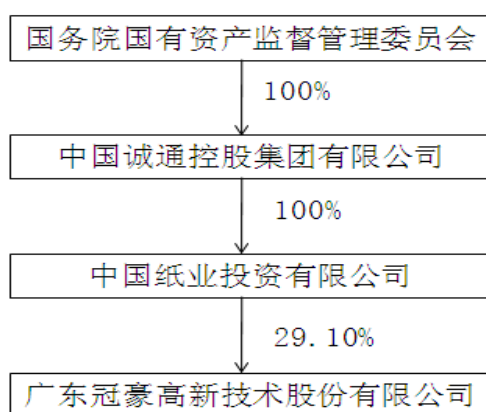 国务院国有资产监督管理委员会
100%
中国诚通控股集团有限公司
100%
中国纸业投资有限公司
29.10%
广东冠豪高新技术股份有限公司